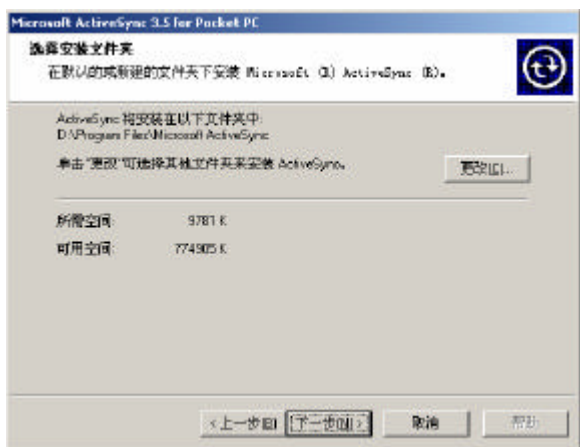 Microsoft ActiveSync 3.5 for Pocket PC
选择安装文件夹
在默认的或新建的文件夹下安装 Microsoft (R) ActiveSync (R)。
ActiveSync 将安装在以下文件夹中:
D:\Program Files\Microsoft ActiveSync
单击"更改"可选择其他文件夹来安装 ActiveSync。
更改(C)...
所需空间: 9781 K
可用空间: 774905 K
<上一步(B) 下一步(N)> 取消 帮助